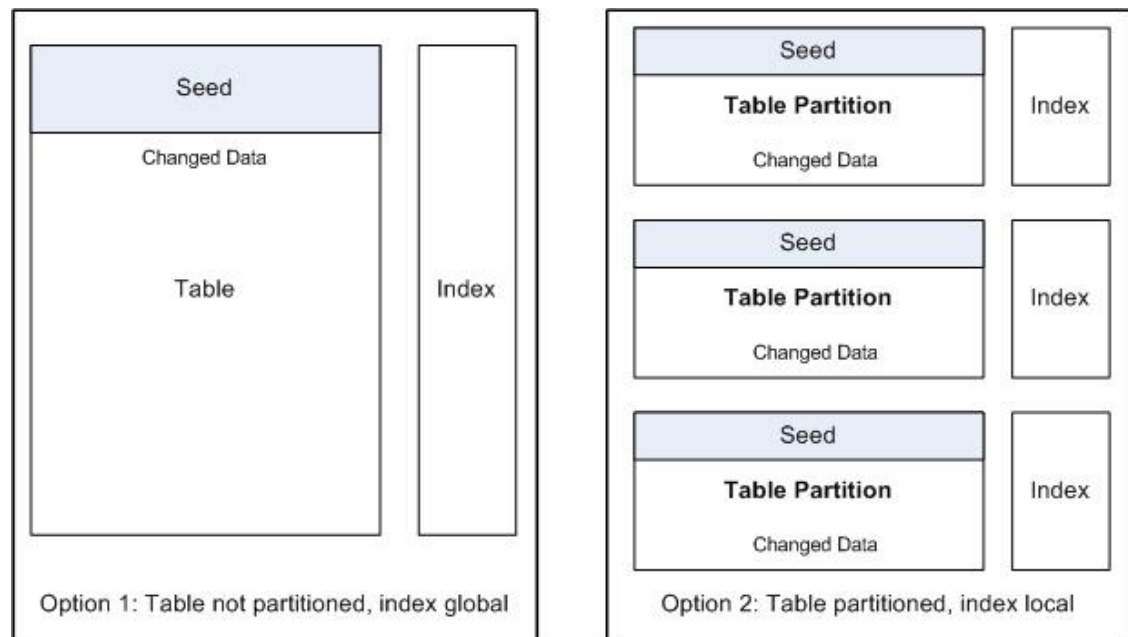 Seed
Changed Data
Table
Index
Option 1: Table not partitioned, index global
Seed
Table Partition
Changed Data
Index
Seed
Table Partition
Changed Data
Index
Seed
Table Partition
Changed Data
Index
Option 2: Table partitioned, index local